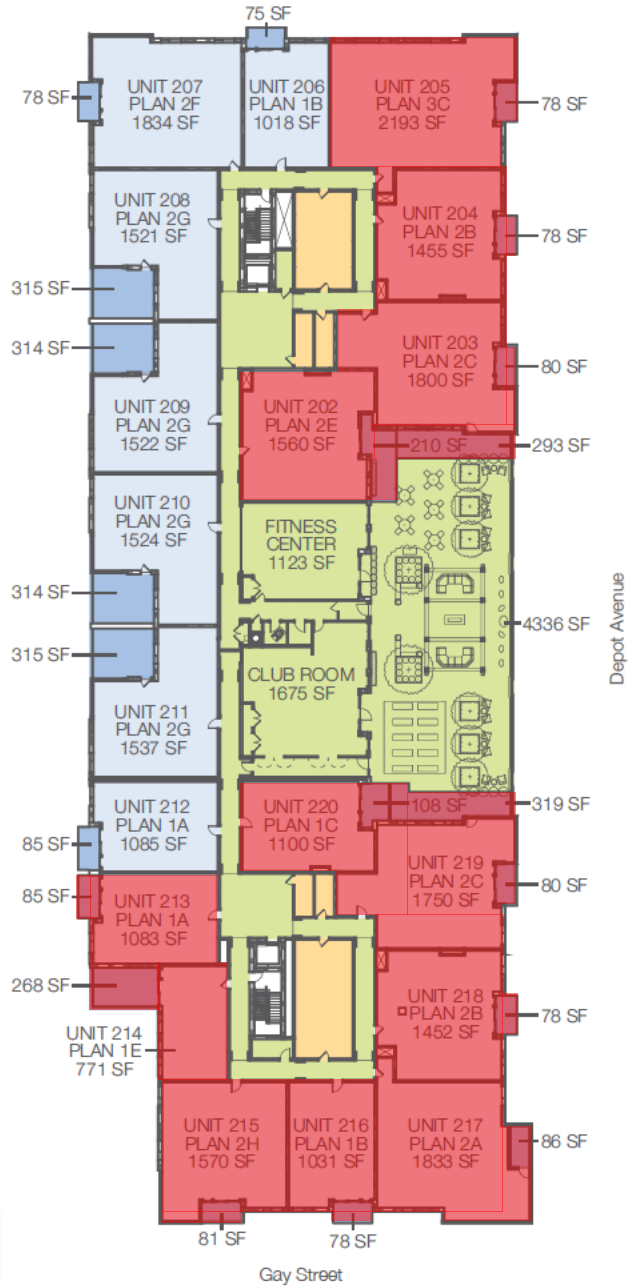 75 SF
UNIT 207
PLAN 2F
1834 SF
UNIT 206
PLAN 1B
1018 SF
UNIT 205
PLAN 3C
2193 SF
78 SF
78 SF
UNIT 208
PLAN 2G
1521 SF
UNIT 204
PLAN 2B
1455 SF
78 SF
315 SF
314 SF
UNIT 203
PLAN 2C
1800 SF
80 SF
UNIT 209
PLAN 2G
1522 SF
UNIT 202
PLAN 2E
1560 SF
210 SF
293 SF
UNIT 210
PLAN 2G
1524 SF
FITNESS
CENTER
1123 SF
314 SF
315 SF
4336 SF
Depot Avenue
CLUB ROOM
1675 SF
UNIT 211
PLAN 2G
1537 SF
UNIT 212
PLAN 1A
1085 SF
UNIT 220
PLAN 1C
1100 SF
108 SF
319 SF
85 SF
85 SF
UNIT 213
PLAN 1A
1083 SF
UNIT 219
PLAN 2C
1750 SF
80 SF
268 SF
UNIT 214
PLAN 1E
771 SF
UNIT 218
PLAN 2B
1452 SF
78 SF
UNIT 215
PLAN 2H
1570 SF
UNIT 216
PLAN 1B
1031 SF
UNIT 217
PLAN 2A
1833 SF
86 SF
81 SF
78 SF
Gay Street